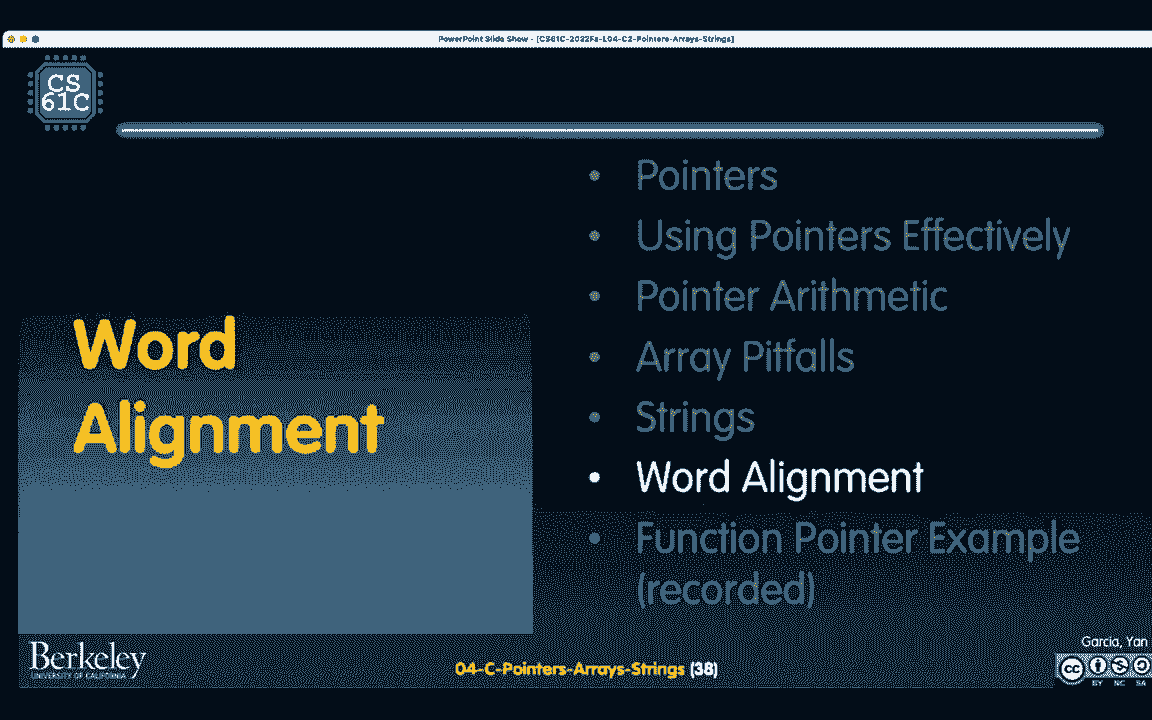 PowerPoint Slide Show - [CS61C-2022Fa-L04-C2-Pointers-Arrays-Strings]
CS
61C
• Pointers
• Using Pointers Effectively
• Pointer Arithmetic
• Array Pitfalls
• Strings
• Word Alignment
• Function Pointer Example
(recorded)
Word
Alignment
Berkeley
UNIVERSITY OF CALIFORNIA
04-C-Pointers-Arrays-Strings (38)
Garcia, Yan
cc
BY NC SA